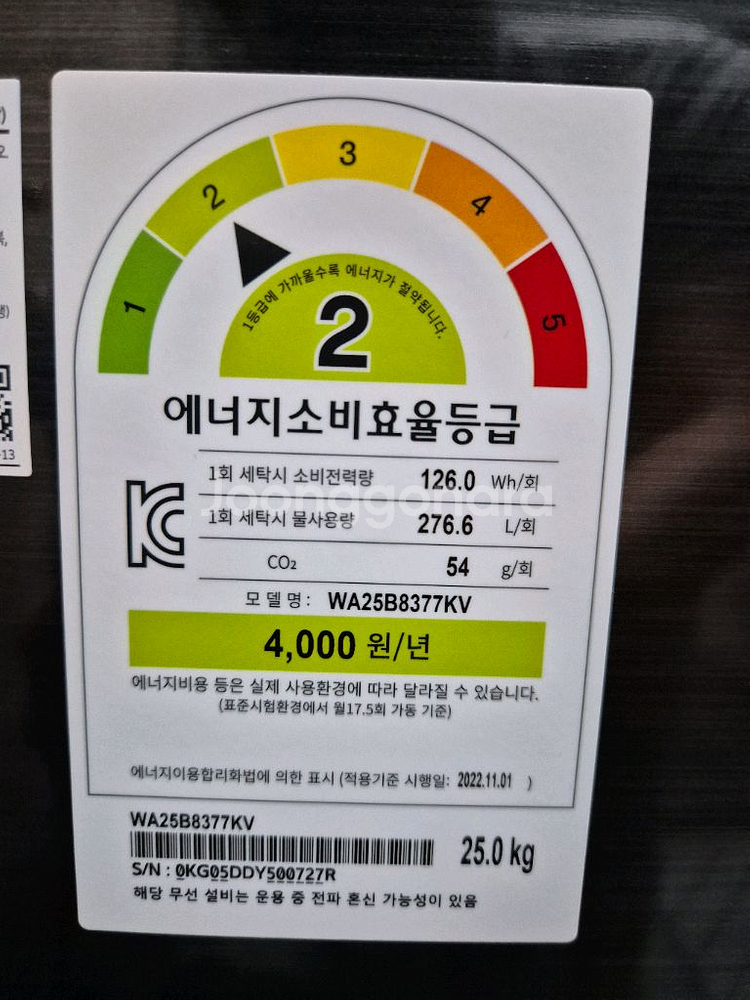 1
2
3
4
5
1등급에 가까울수록 에너지가 절약됩니다.
2
에너지소비효율등급
1회 세탁시 소비전력량 126.0 Wh/회
1회 세탁시 물사용량 276.6 L/회
CO₂ 54 g/회
모델명: WA25B8377KV
4,000 원/년
에너지비용 등은 실제 사용환경에 따라 달라질 수 있습니다.
(표준시험환경에서 월17.5회 가동 기준)
에너지이용합리화법에 의한 표시 (적용기준 시행일: 2022.11.01 )
WA25B8377KV
25.0 kg
S/N : 0KG05DDY500727R
해당 무선 설비는 운용 중 전파 혼신 가능성이 있음
Joonggonara
-13